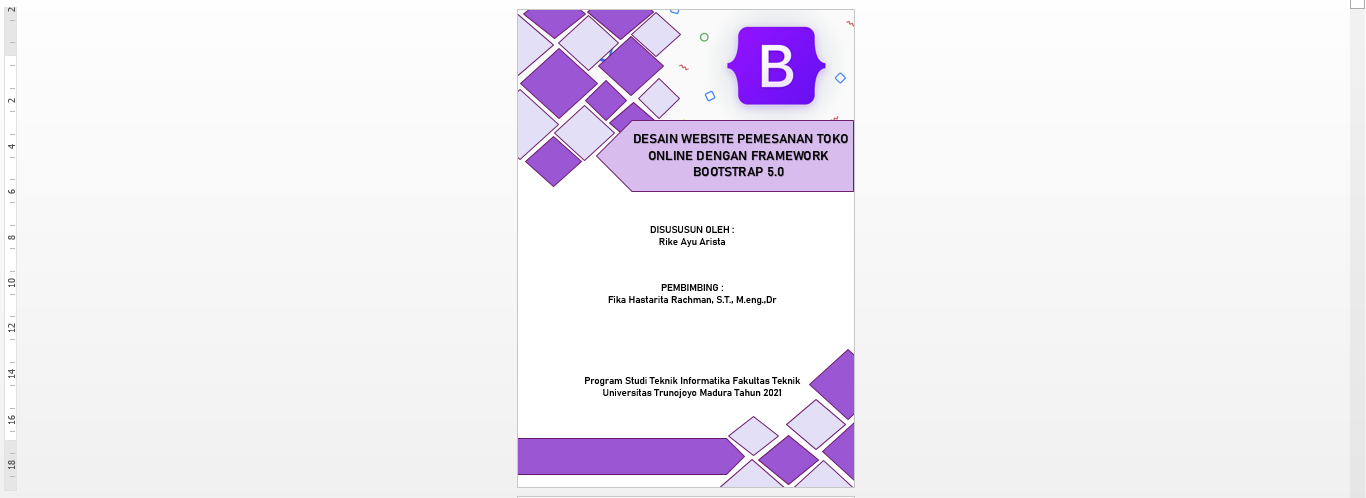 B
DESAIN WEBSITE PEMESANAN TOKO
ONLINE DENGAN FRAMEWORK
BOOTSTRAP 5.0
DISUSUSUN OLEH :
Rike Ayu Arista
PEMBIMBING :
Fika Hastarita Rachman, S.T., M.eng.,Dr
Program Studi Teknik Informatika Fakultas Teknik
Universitas Trunojoyo Madura Tahun 2021
2
2
4
6
8
10
12
14
16
18